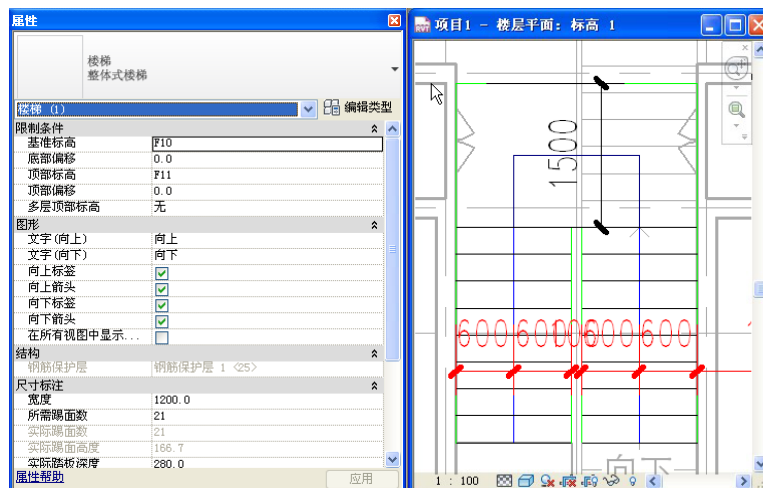 属性
楼梯
整体式楼梯
楼梯 (1)
编辑类型
限制条件
基准标高 F10
底部偏移 0.0
顶部标高 F11
顶部偏移 0.0
多层顶部标高 无
图形
文字(向上) 向上
文字(向下) 向下
向上标签
向上箭头
向下标签
向下箭头
在所有视图中显示...
结构
钢筋保护层 钢筋保护层 1 <25>
尺寸标注
宽度 1200.0
所需踢面数 21
实际踢面数 21
实际踢面高度 166.7
实际踏板深度 280.0
属性帮助
应用
项目1 - 楼层平面: 标高 1
1500
600
600
600
向下
1 : 100